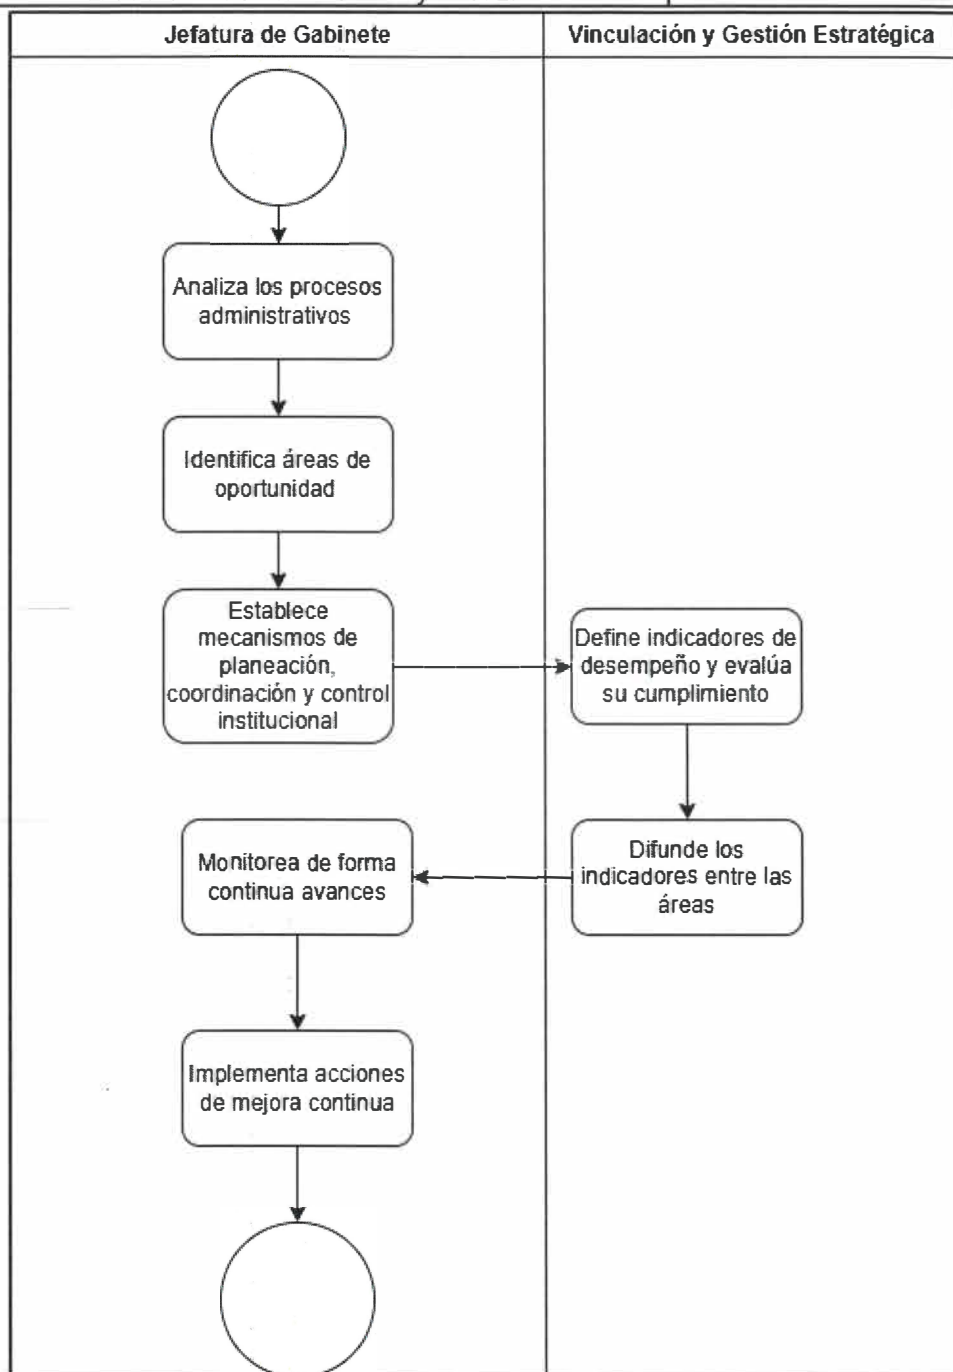 Jefatura de Gabinete
Vinculación y Gestión Estratégica
Analiza los procesos
administrativos
Identifica áreas de
oportunidad
Establece
mecanismos de
planeación,
coordinación y control
institucional
Define indicadores de
desempeño y evalúa
su cumplimiento
Difunde los
indicadores entre las
áreas
Monitorea de forma
continua avances
Implementa acciones
de mejora continua